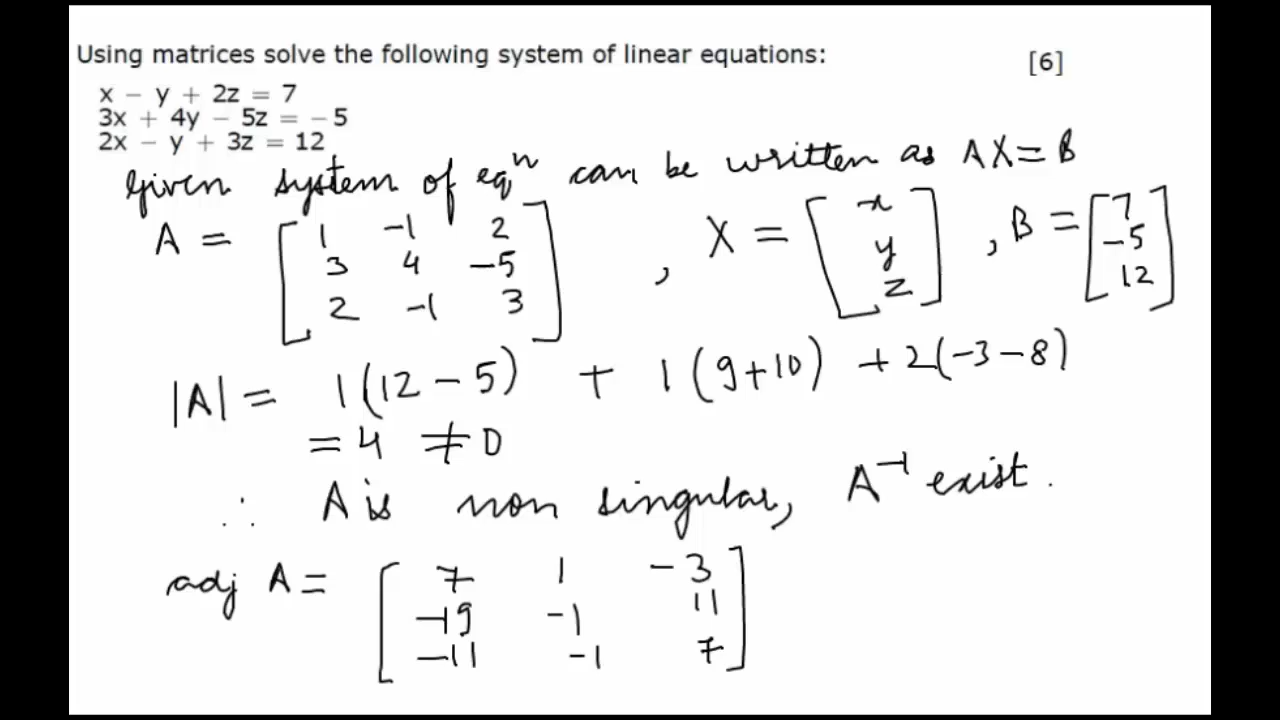 Using matrices solve the following system of linear equations: [6]
x − y + 2z = 7
3x + 4y − 5z = − 5
2x − y + 3z = 12
Given system of eqⁿ can be written as AX = B
A = [ 1 -1 2 , X = [ x , B = [ 7
3 4 -5 y -5
2 -1 3 ] z ] 12 ]
|A| = 1(12 - 5) + 1(9+10) + 2(-3-8)
= 4 ≠ 0
∴ A is non singular, A⁻¹ exist.
adj A = [ 7 1 -3
-19 -1 11
-11 -1 7 ]